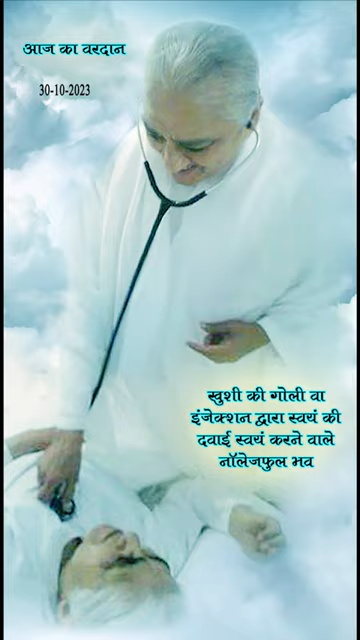 आज का वरदान
30-10-2023
खुशी की गोली वा
इंजेक्शन द्वारा स्वयं की
दवाई स्वयं करने वाले
नॉलेजफुल भव